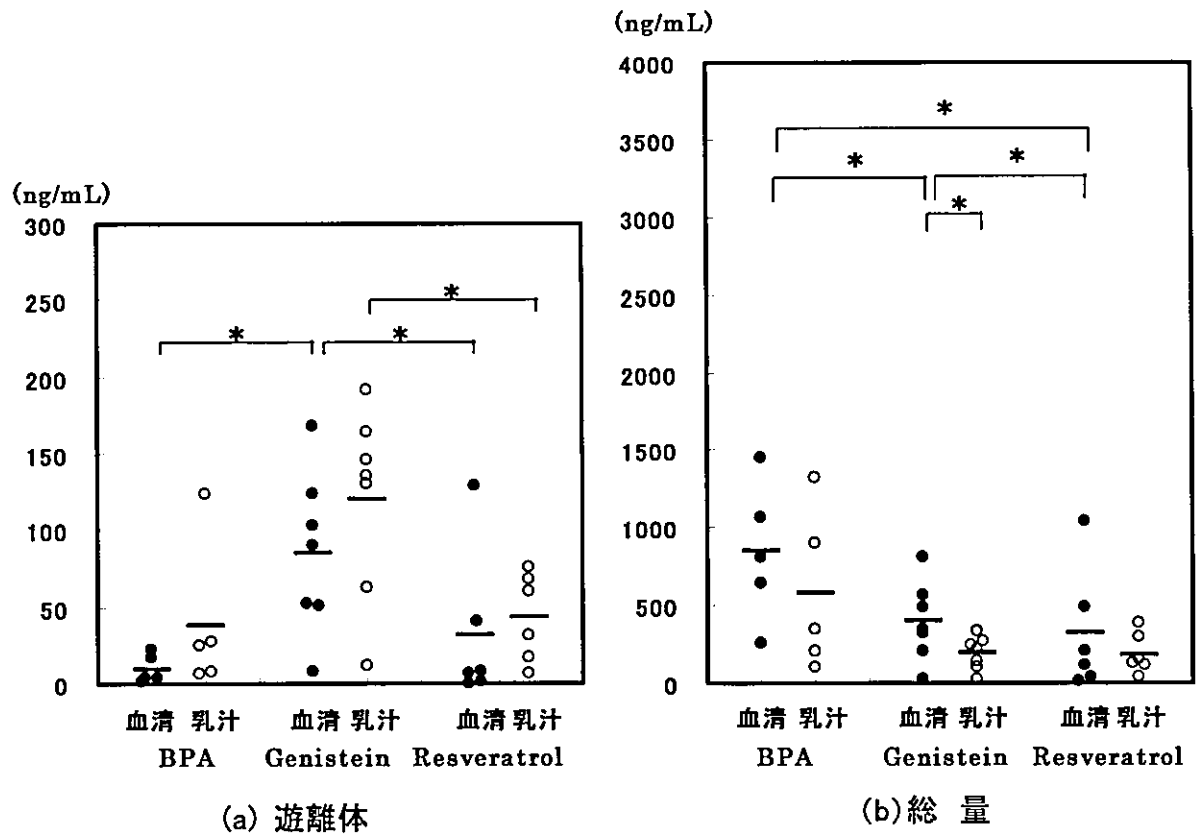 (ng/mL)
300
250
200
150
100
50
0
*
*
*
血清 乳汁 血清 乳汁 血清 乳汁
BPA Genistein Resveratrol
(a) 遊離体
(ng/mL)
4000
3500
3000
2500
2000
1500
1000
500
0
*
*
*
*
血清 乳汁 血清 乳汁 血清 乳汁
BPA Genistein Resveratrol
(b)総 量